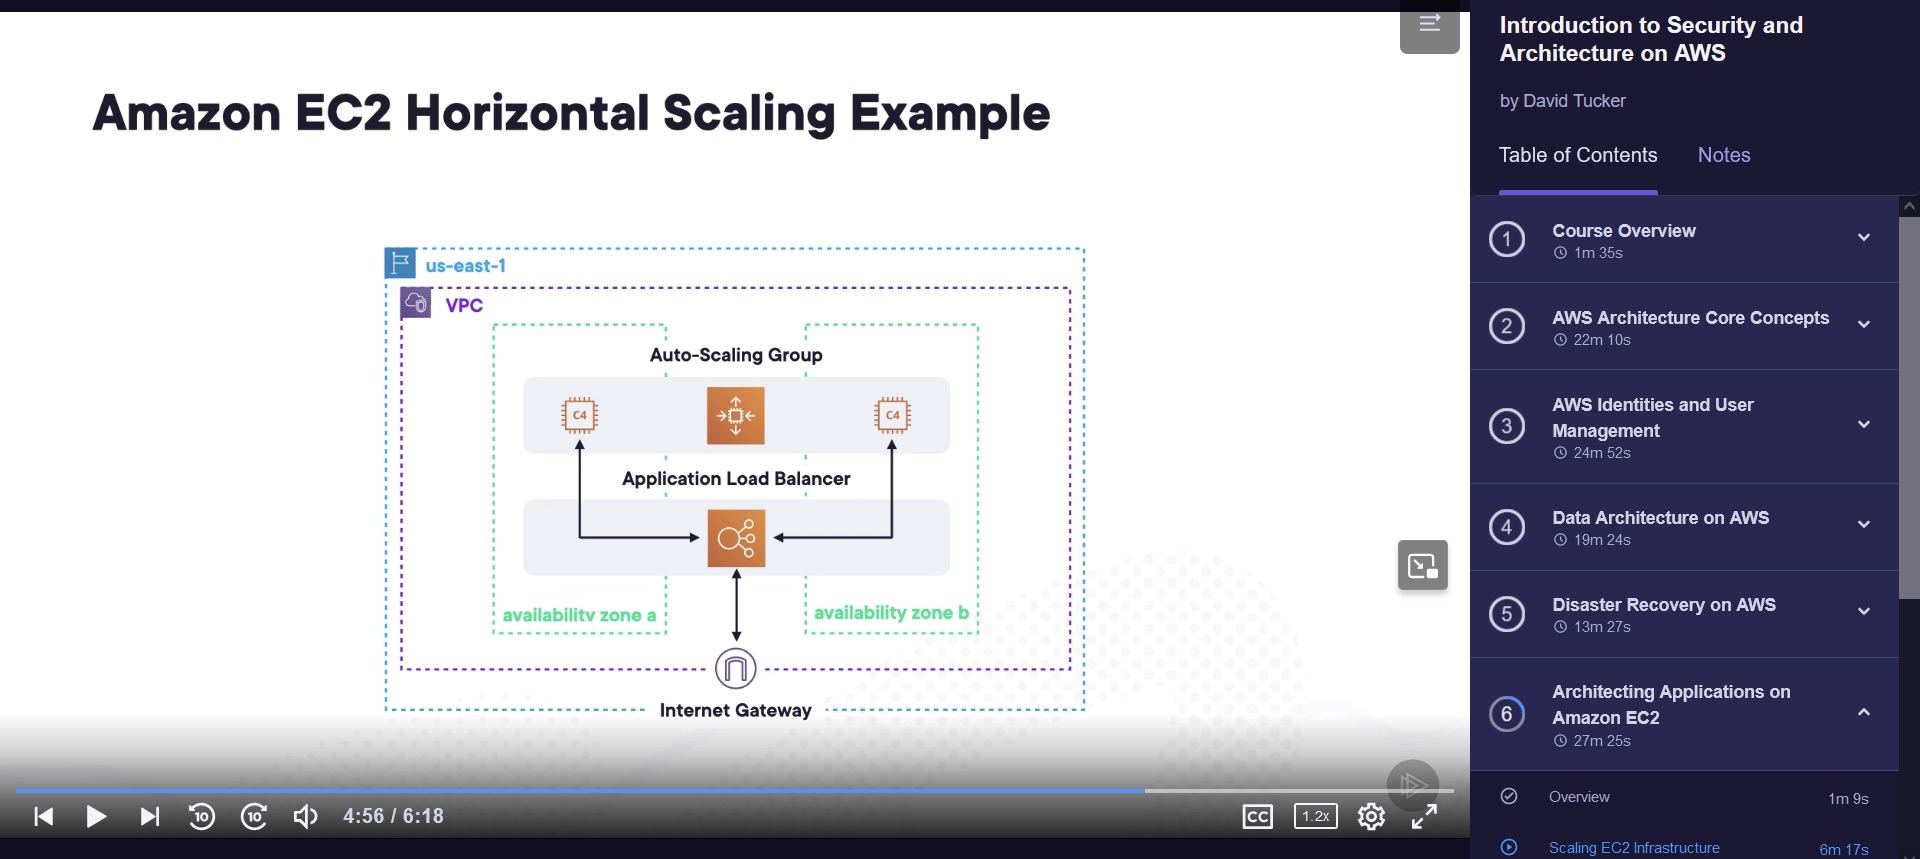 Amazon EC2 Horizontal Scaling Example
us-east-1
VPC
Auto-Scaling Group
C4
C4
Application Load Balancer
availability zone a
availability zone b
Internet Gateway
10
10
4:56 / 6:18
CC
1.2x
Introduction to Security and
Architecture on AWS
by David Tucker
Table of Contents
Notes
1
Course Overview
1m 35s
2
AWS Architecture Core Concepts
22m 10s
3
AWS Identities and User
Management
24m 52s
4
Data Architecture on AWS
19m 24s
5
Disaster Recovery on AWS
13m 27s
6
Architecting Applications on
Amazon EC2
27m 25s
Overview
1m 9s
Scaling EC2 Infrastructure
6m 17s